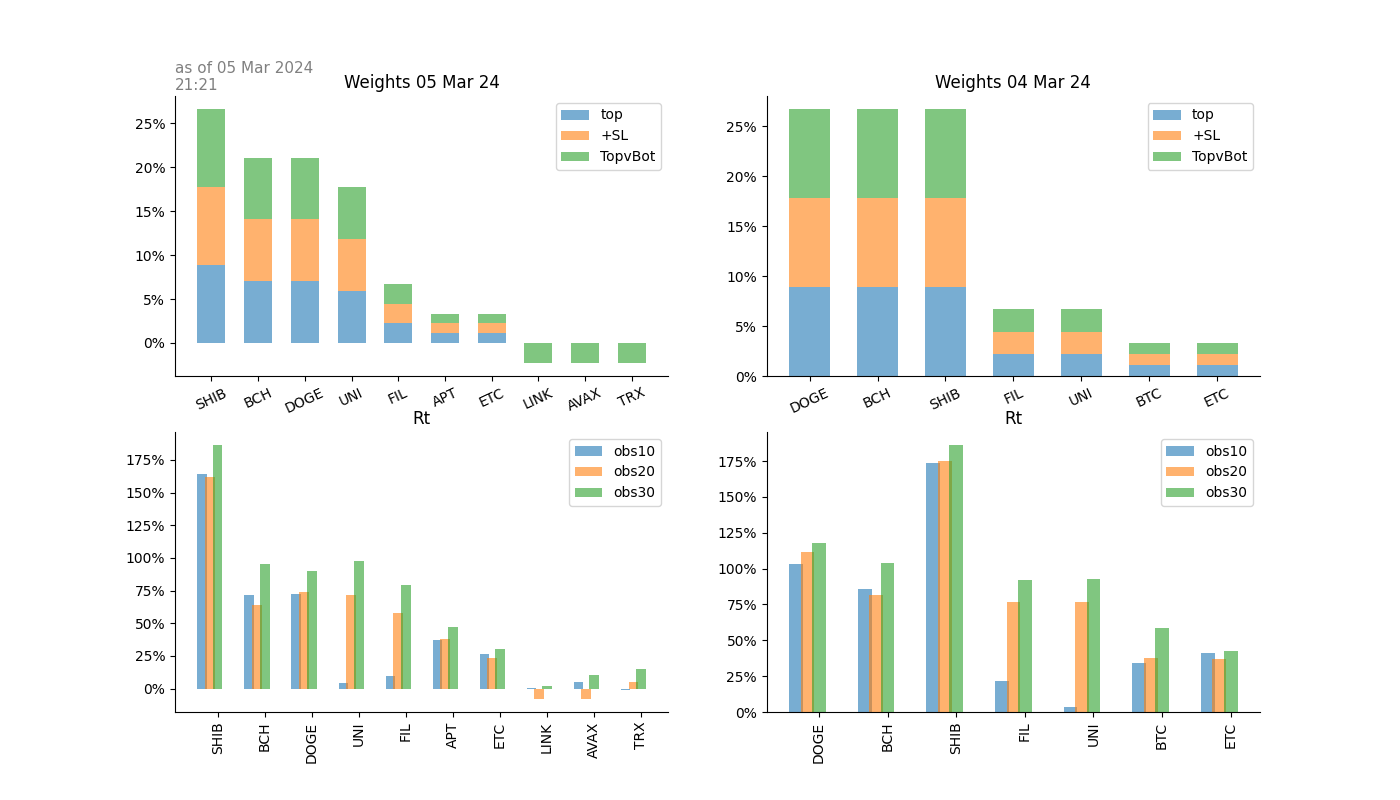 as of 05 Mar 2024
21:21
Weights 05 Mar 24
25%
20%
15%
10%
5%
0%
top
+SL
TopvBot
SHIB BCH DOGE UNI FIL APT ETC LINK AVAX TRX
Weights 04 Mar 24
25%
20%
15%
10%
5%
0%
top
+SL
TopvBot
DOGE BCH SHIB FIL UNI BTC ETC
Rt
175%
150%
125%
100%
75%
50%
25%
0%
obs10
obs20
obs30
SHIB BCH DOGE UNI FIL APT ETC LINK AVAX TRX
Rt
175%
150%
125%
100%
75%
50%
25%
0%
obs10
obs20
obs30
DOGE BCH SHIB FIL UNI BTC ETC